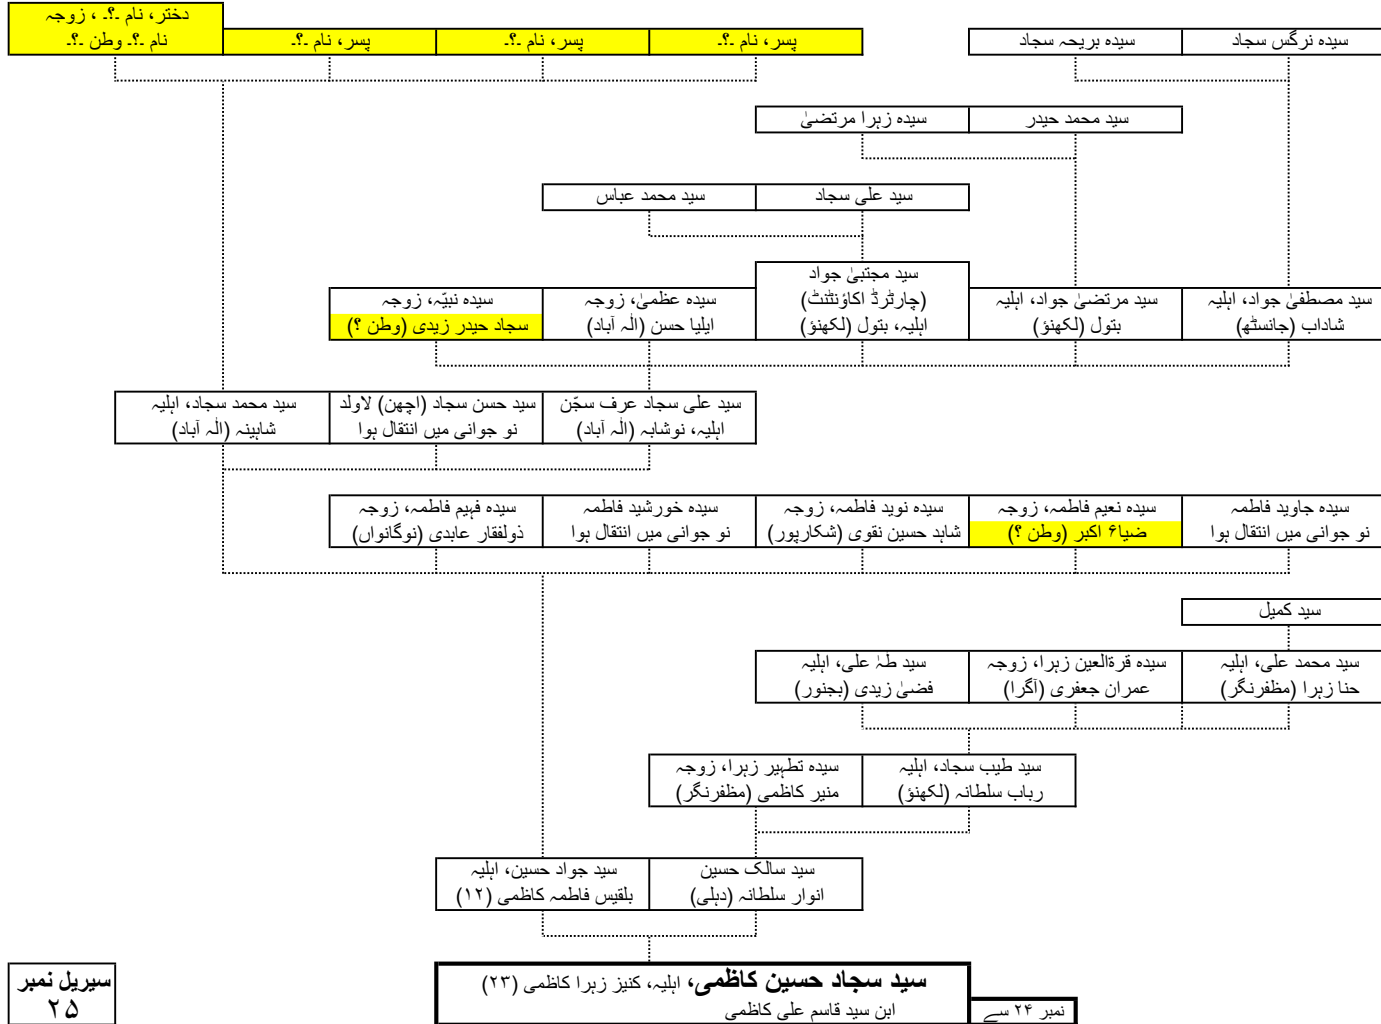 سیدہ نرگس سجاد
سیدہ بریحہ سجاد
پسر، نام ۔؟۔
پسر، نام ۔؟۔
پسر، نام ۔؟۔
دختر، نام ۔؟۔ ، زوجہ
نام ۔؟۔ وطن ۔؟۔
سید محمد حیدر
سیدہ زہرا مرتضیٰ
سید علی سجاد
سید محمد عباس
سید مصطفیٰ جواد، اہلیہ
شاداب (جانسٹھ)
سید مرتضیٰ جواد، اہلیہ
بتول (لکھنؤ)
سید مجتبیٰ جواد
(چارٹرڈ اکاؤنٹنٹ)
اہلیہ، بتول (لکھنؤ)
سیدہ عظمیٰ، زوجہ
ایلیا حسن (الٰہ آباد)
سیدہ نبیّہ، زوجہ
سجاد حیدر زیدی (وطن ؟)
سید علی سجاد عرف سجّن
اہلیہ، نوشابہ (الٰہ آباد)
سید حسن سجاد (اچھن) لاولد
نو جوانی میں انتقال ہوا
سید محمد سجاد، اہلیہ
شاہینہ (الٰہ آباد)
سیدہ جاوید فاطمہ
نو جوانی میں انتقال ہوا
سیدہ نعیم فاطمہ، زوجہ
ضیا۶ اکبر (وطن ؟)
سیدہ نوید فاطمہ، زوجہ
شاہد حسین نقوی (شکارپور)
سیدہ خورشید فاطمہ
نو جوانی میں انتقال ہوا
سیدہ فہیم فاطمہ، زوجہ
ذولفقار عابدی (نوگانواں)
سید کمیل
سید محمد علی، اہلیہ
حنا زہرا (مظفرنگر)
سیدہ قرۃالعین زہرا، زوجہ
عمران جعفری (آگرا)
سید طہٰ علی، اہلیہ
فضیٰ زیدی (بجنور)
سید طیب سجاد، اہلیہ
رباب سلطانہ (لکھنؤ)
سیدہ تطہیر زہرا، زوجہ
منیر کاظمی (مظفرنگر)
سید سالک حسین
انوار سلطانہ (دہلی)
سید جواد حسین، اہلیہ
بلقیس فاطمہ کاظمی (۱۲)
سید سجاد حسین کاظمی، اہلیہ، کنیز زہرا کاظمی (۲۳)
ابن سید قاسم علی کاظمی
نمبر ۲۴ سے
سیریل نمبر
۲۵